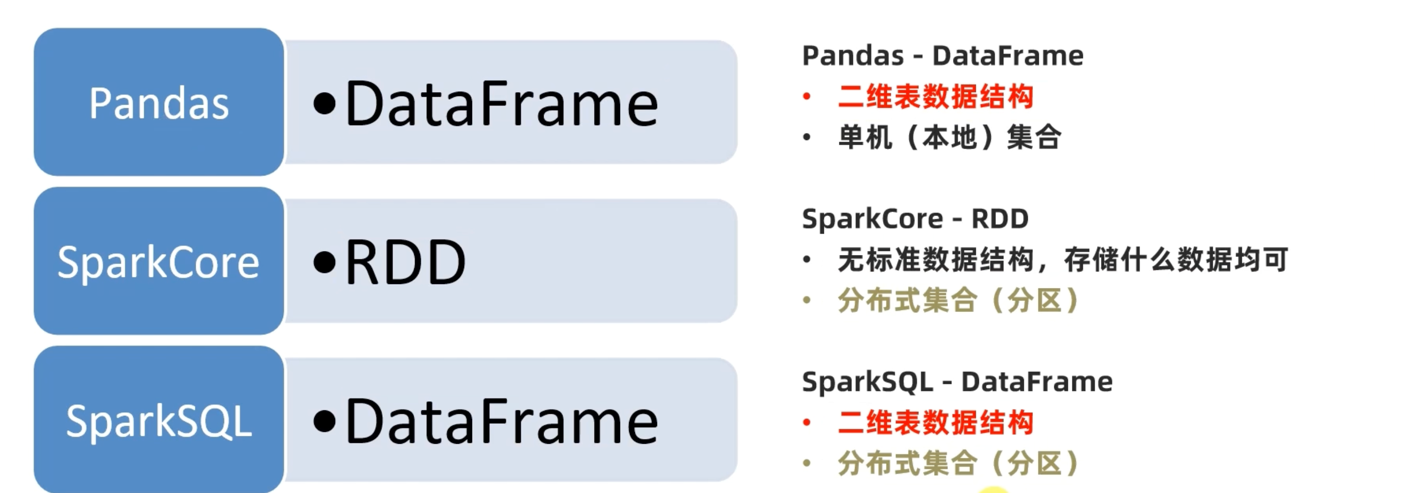 Pandas
•DataFrame
SparkCore
•RDD
SparkSQL
•DataFrame
Pandas - DataFrame
• 二维表数据结构
• 单机（本地）集合
SparkCore - RDD
• 无标准数据结构，存储什么数据均可
• 分布式集合（分区）
SparkSQL - DataFrame
• 二维表数据结构
• 分布式集合（分区）